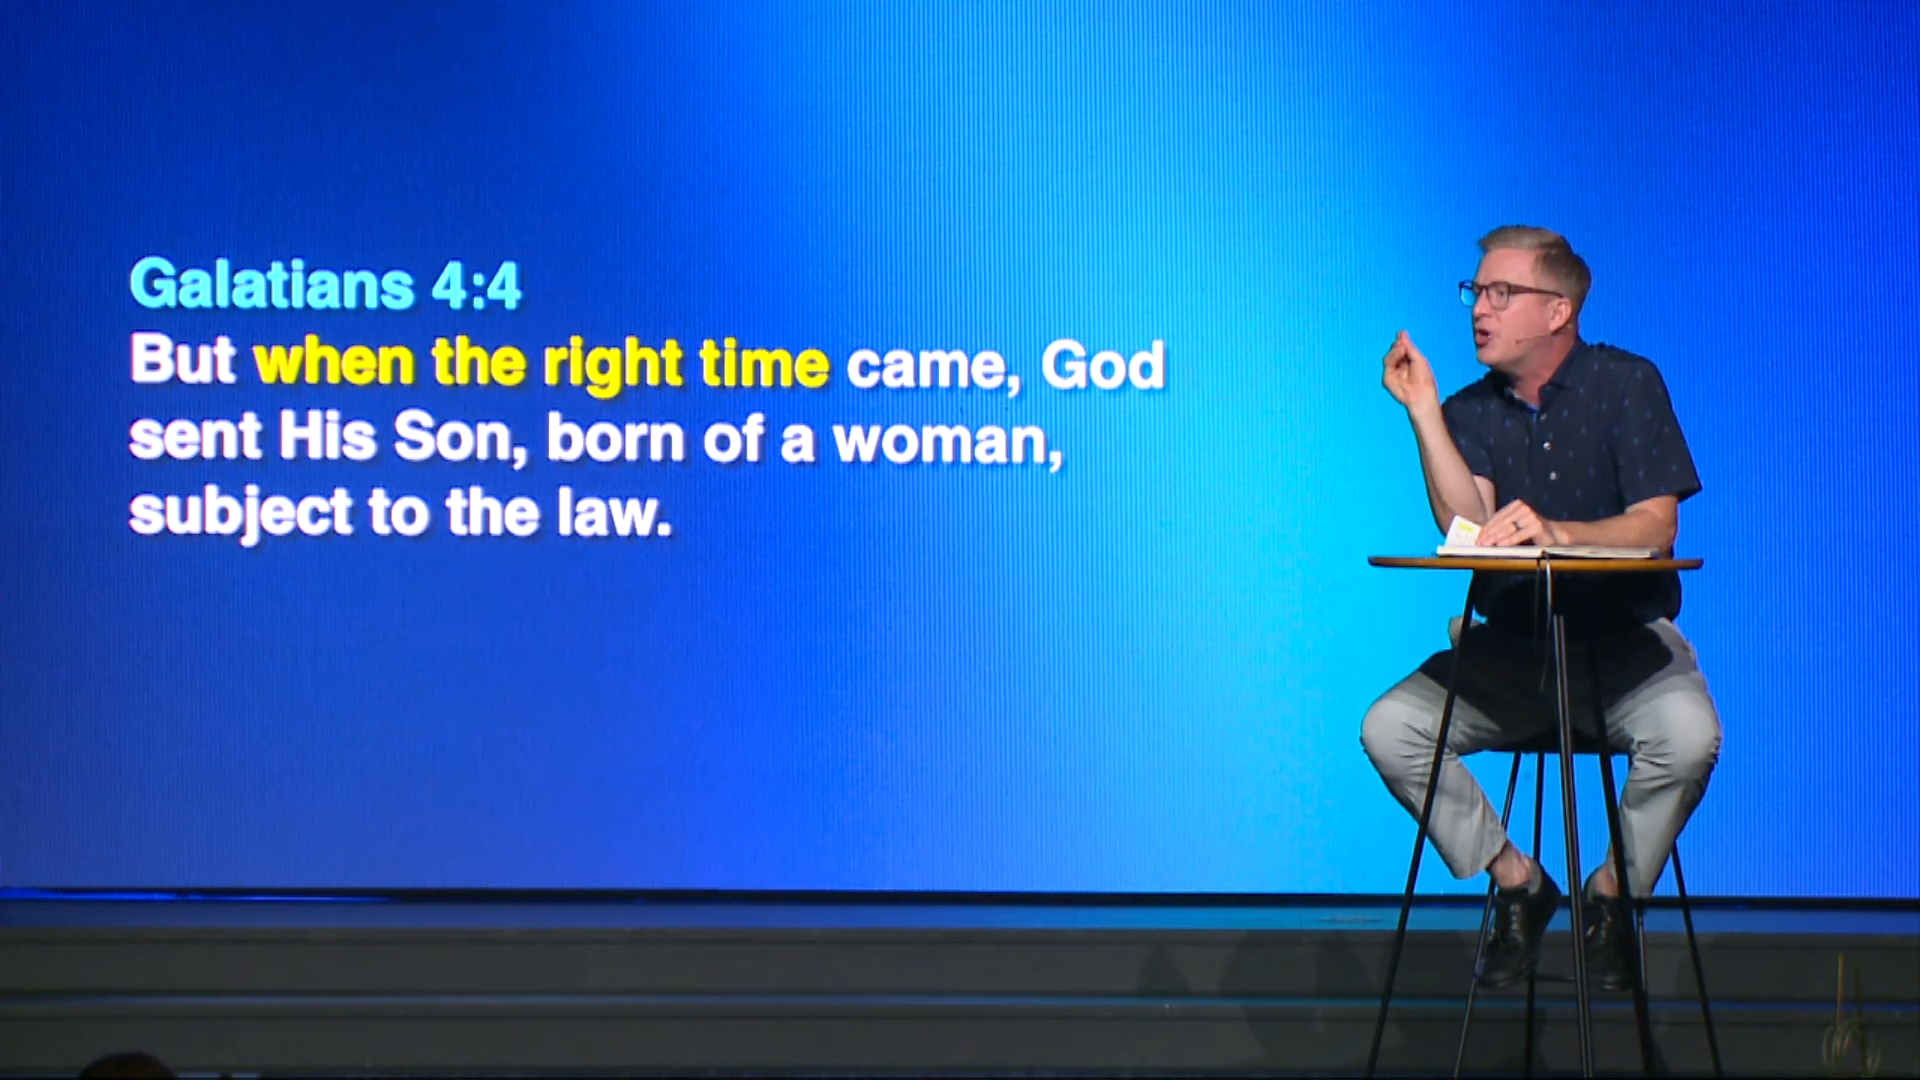 Galatians 4:4
But when the right time came, God
sent His Son, born of a woman,
subject to the law.